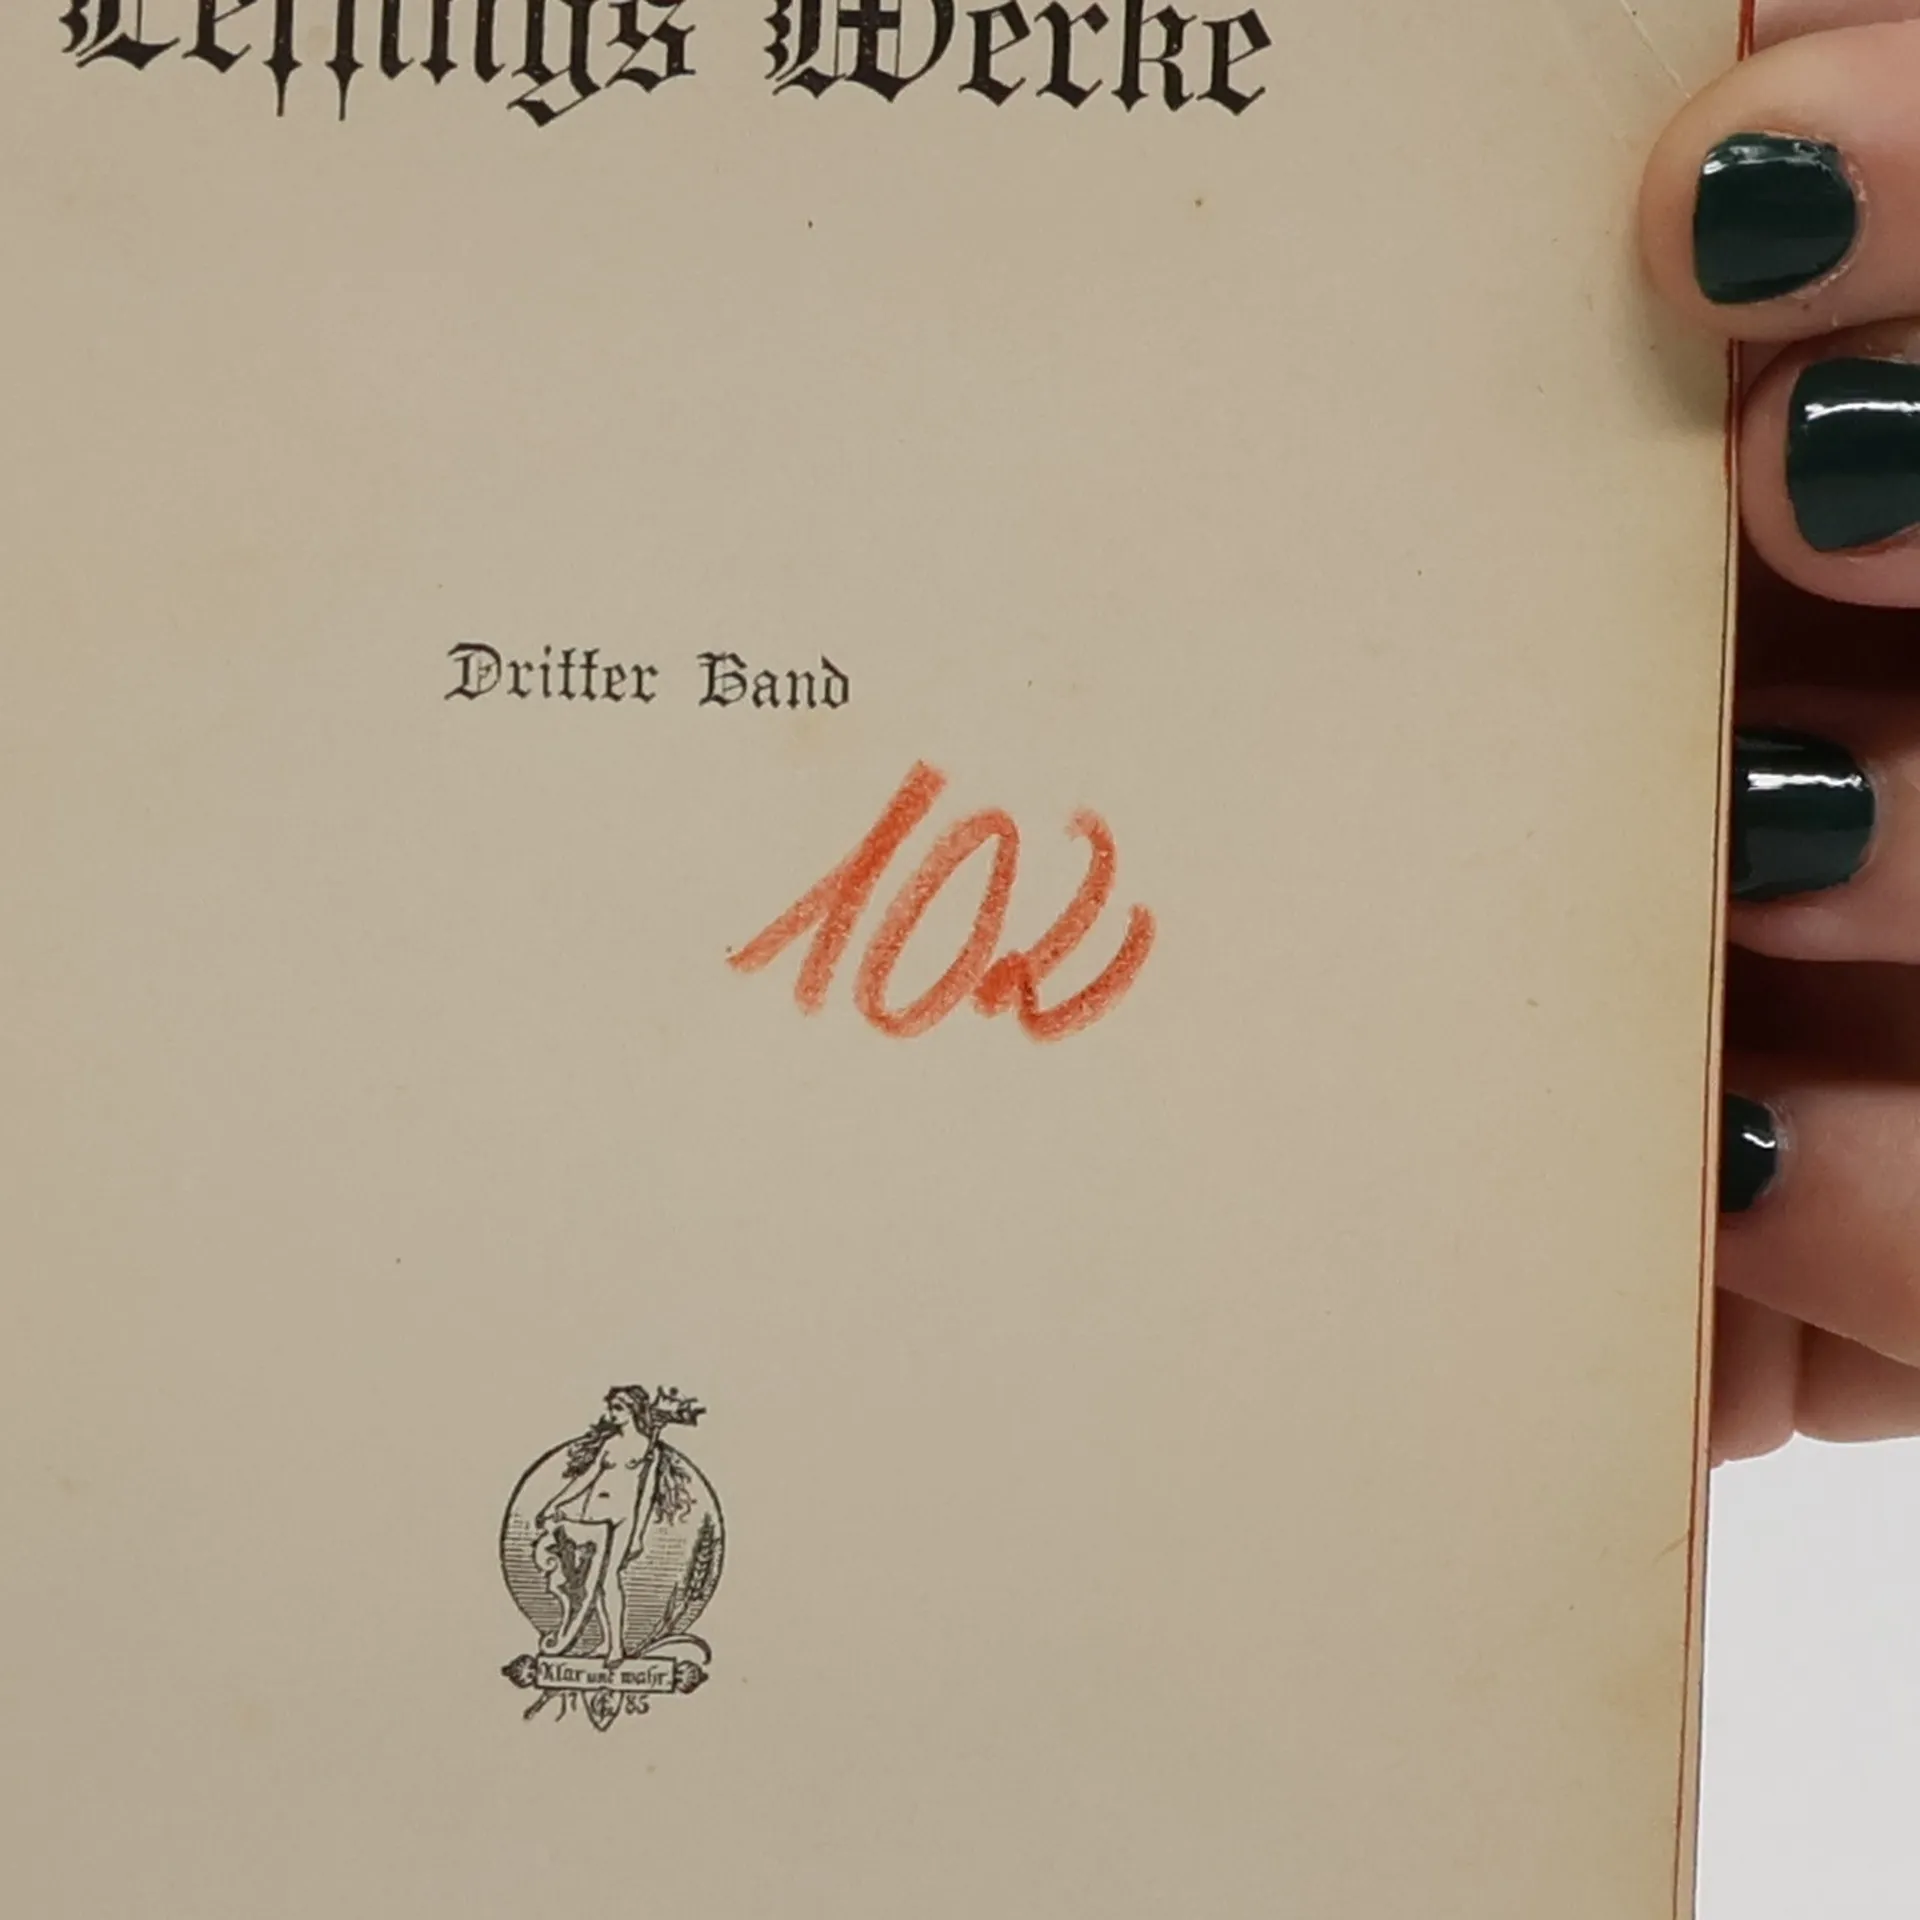 Lessings Werke
Dritter Band
102
Klar und wahr.
17 85